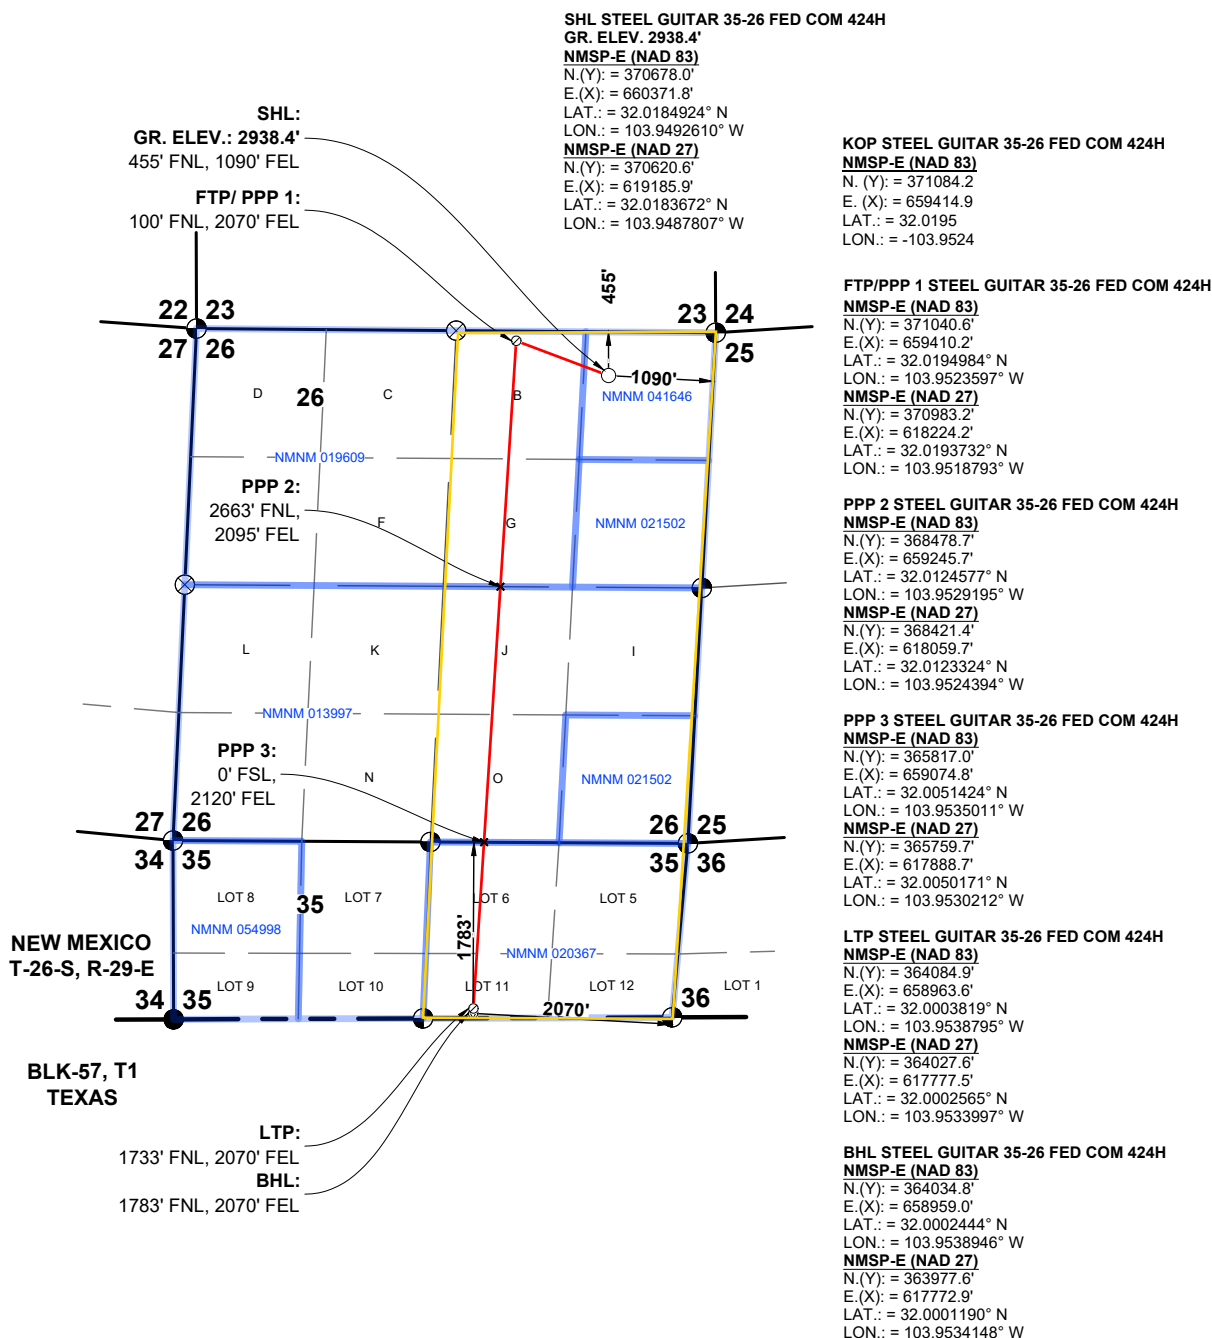 SHL STEEL GUITAR 35-26 FED COM 424H
GR. ELEV. 2938.4'
NMSP-E (NAD 83)
N.(Y): = 370678.0'
E.(X): = 660371.8'
LAT.: = 32.0184924° N
LON.: = 103.9492610° W
NMSP-E (NAD 27)
N.(Y): = 370620.6'
E.(X): = 619185.9'
LAT.: = 32.0183672° N
LON.: = 103.9487807° W
KOP STEEL GUITAR 35-26 FED COM 424H
NMSP-E (NAD 83)
N. (Y): = 371084.2
E. (X): = 659414.9
LAT.: = 32.0195
LON.: = -103.9524
FTP/PPP 1 STEEL GUITAR 35-26 FED COM 424H
NMSP-E (NAD 83)
N.(Y): = 371040.6'
E.(X): = 659410.2'
LAT.: = 32.0194984° N
LON.: = 103.9523597° W
NMSP-E (NAD 27)
N.(Y): = 370983.2'
E.(X): = 618224.2'
LAT.: = 32.0193732° N
LON.: = 103.9518793° W
PPP 2 STEEL GUITAR 35-26 FED COM 424H
NMSP-E (NAD 83)
N.(Y): = 368478.7'
E.(X): = 659245.7'
LAT.: = 32.0124577° N
LON.: = 103.9529195° W
NMSP-E (NAD 27)
N.(Y): = 368421.4'
E.(X): = 618059.7'
LAT.: = 32.0123324° N
LON.: = 103.9524394° W
PPP 3 STEEL GUITAR 35-26 FED COM 424H
NMSP-E (NAD 83)
N.(Y): = 365817.0'
E.(X): = 659074.8'
LAT.: = 32.0051424° N
LON.: = 103.9535011° W
NMSP-E (NAD 27)
N.(Y): = 365759.7'
E.(X): = 617888.7'
LAT.: = 32.0050171° N
LON.: = 103.9530212° W
LTP STEEL GUITAR 35-26 FED COM 424H
NMSP-E (NAD 83)
N.(Y): = 364084.9'
E.(X): = 658963.6'
LAT.: = 32.0003819° N
LON.: = 103.9538795° W
NMSP-E (NAD 27)
N.(Y): = 364027.6'
E.(X): = 617777.5'
LAT.: = 32.0002565° N
LON.: = 103.9533997° W
BHL STEEL GUITAR 35-26 FED COM 424H
NMSP-E (NAD 83)
N.(Y): = 364034.8'
E.(X): = 658959.0'
LAT.: = 32.0002444° N
LON.: = 103.9538946° W
NMSP-E (NAD 27)
N.(Y): = 363977.6'
E.(X): = 617772.9'
LAT.: = 32.0001190° N
LON.: = 103.9534148° W
SHL:
GR. ELEV.: 2938.4'
455' FNL, 1090' FEL
FTP/ PPP 1:
100' FNL, 2070' FEL
455'
22 23
27 26
23 24
25
1090'
D
26
C
B
NMNM 041646
NMNM 019609
PPP 2:
2663' FNL,
2095' FEL
F
G
NMNM 021502
L
K
J
I
NMNM 013997
PPP 3:
0' FSL,
2120' FEL
N
O
NMNM 021502
27 26
34 35
26 25
35 36
LOT 8
35
LOT 7
LOT 6
LOT 5
NMNM 054998
1783'
NMNM 020367
NEW MEXICO
T-26-S, R-29-E
LOT 9
LOT 10
LOT 11
LOT 12
LOT 1
34 35
36
2070'
BLK-57, T1
TEXAS
LTP:
1733' FNL, 2070' FEL
BHL:
1783' FNL, 2070' FEL